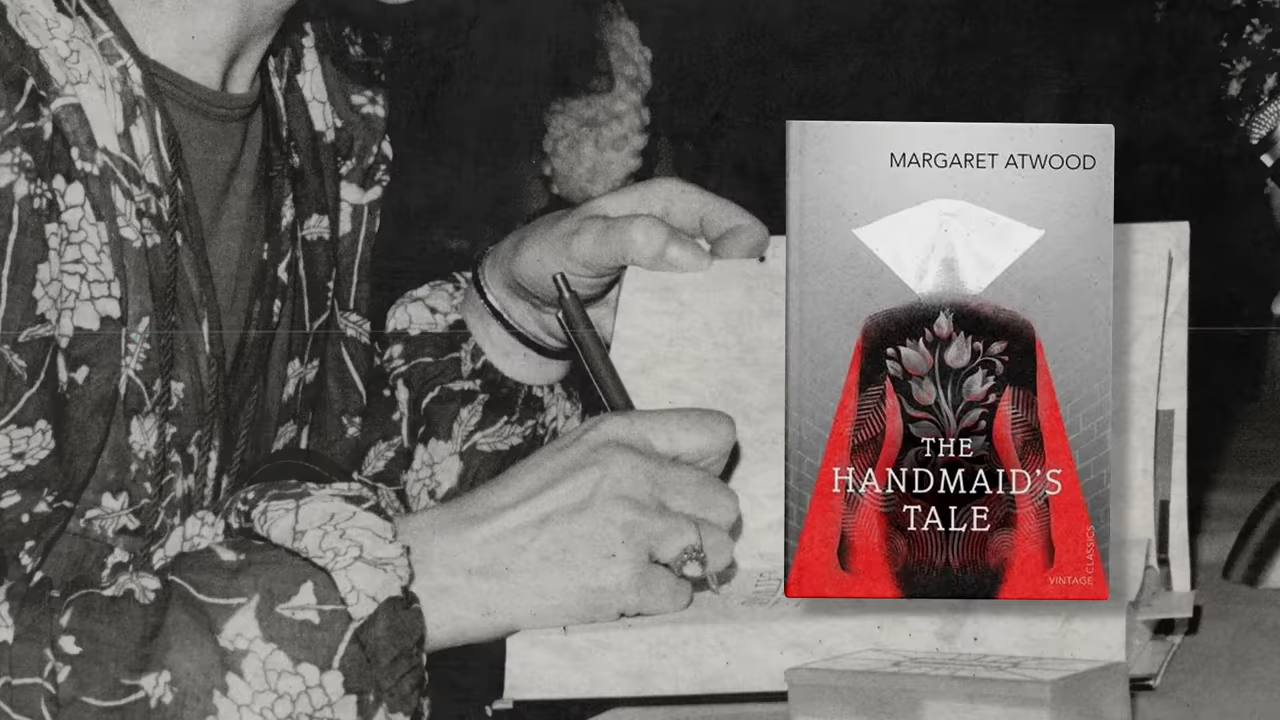 MARGARET ATWOOD
THE
HANDMAID'S
TALE
VINTAGE CLASSICS